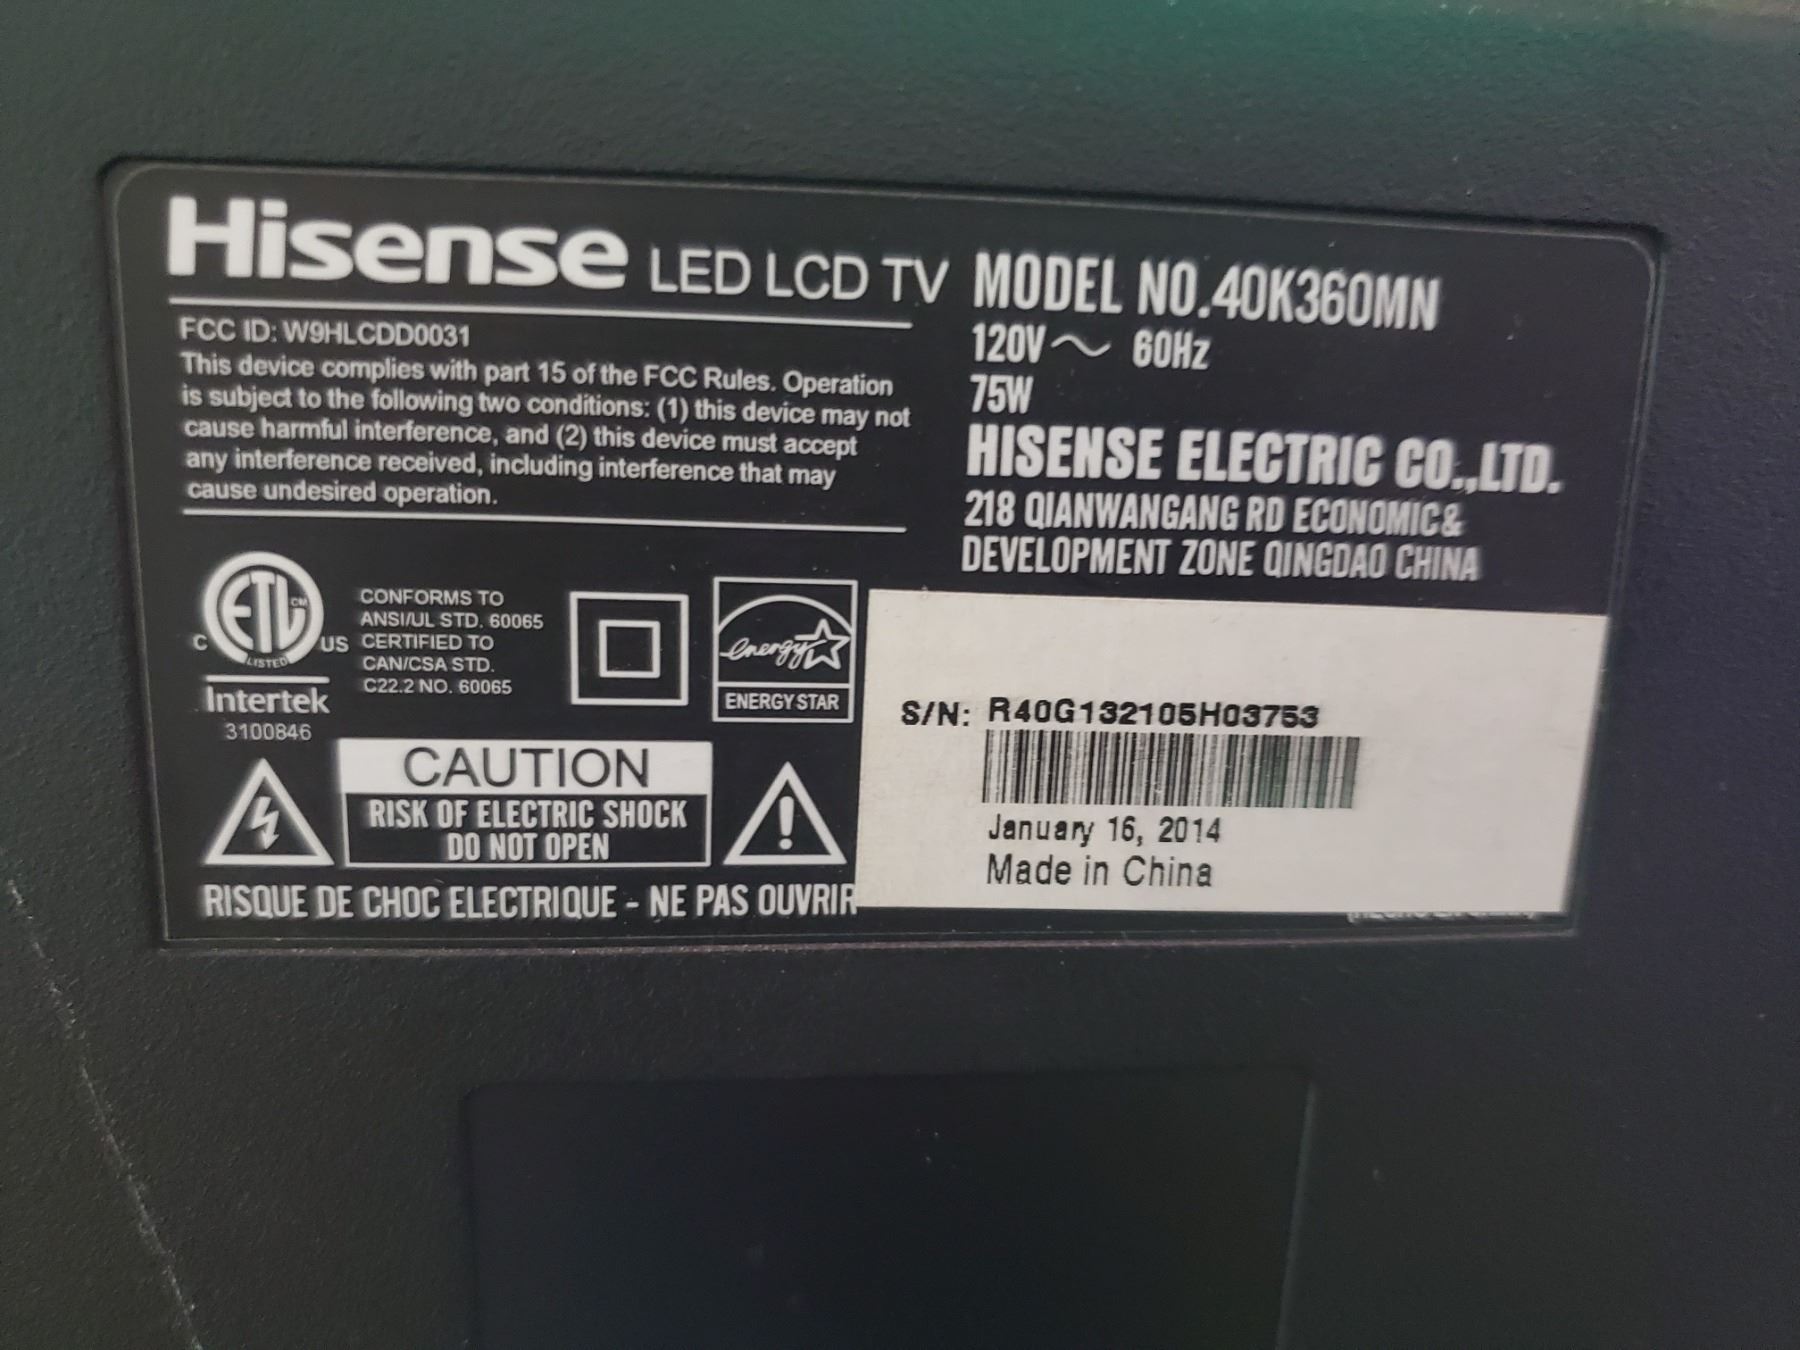 Hisense LED LCD TV
FCC ID: W9HLCDD0031
This device complies with part 15 of the FCC Rules. Operation
is subject to the following two conditions: (1) this device may not
cause harmful interference, and (2) this device must accept
any interference received, including interference that may
cause undesired operation.
MODEL NO.40K360MN
120V～ 60Hz
75W
HISENSE ELECTRIC CO.,LTD.
218 QIANWANGANG RD ECONOMIC&
DEVELOPMENT ZONE QINGDAO CHINA
ETL CM
C US
LISTED
Intertek
3100846
CONFORMS TO
ANSI/UL STD. 60065
CERTIFIED TO
CAN/CSA STD.
C22.2 NO. 60065
energy
ENERGY STAR
CAUTION
RISK OF ELECTRIC SHOCK
DO NOT OPEN
RISQUE DE CHOC ELECTRIQUE - NE PAS OUVRIR
S/N: R40G132105H03753
January 16, 2014
Made in China